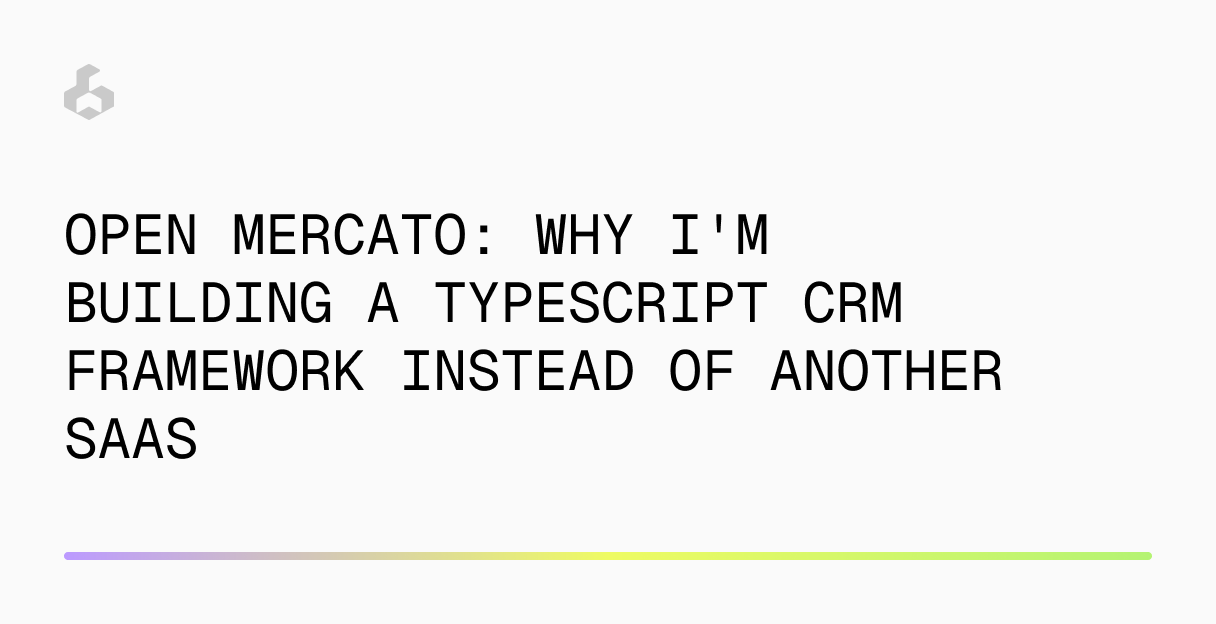 OPEN MERCATO: WHY I'M
BUILDING A TYPESCRIPT CRM
FRAMEWORK INSTEAD OF ANOTHER
SAAS